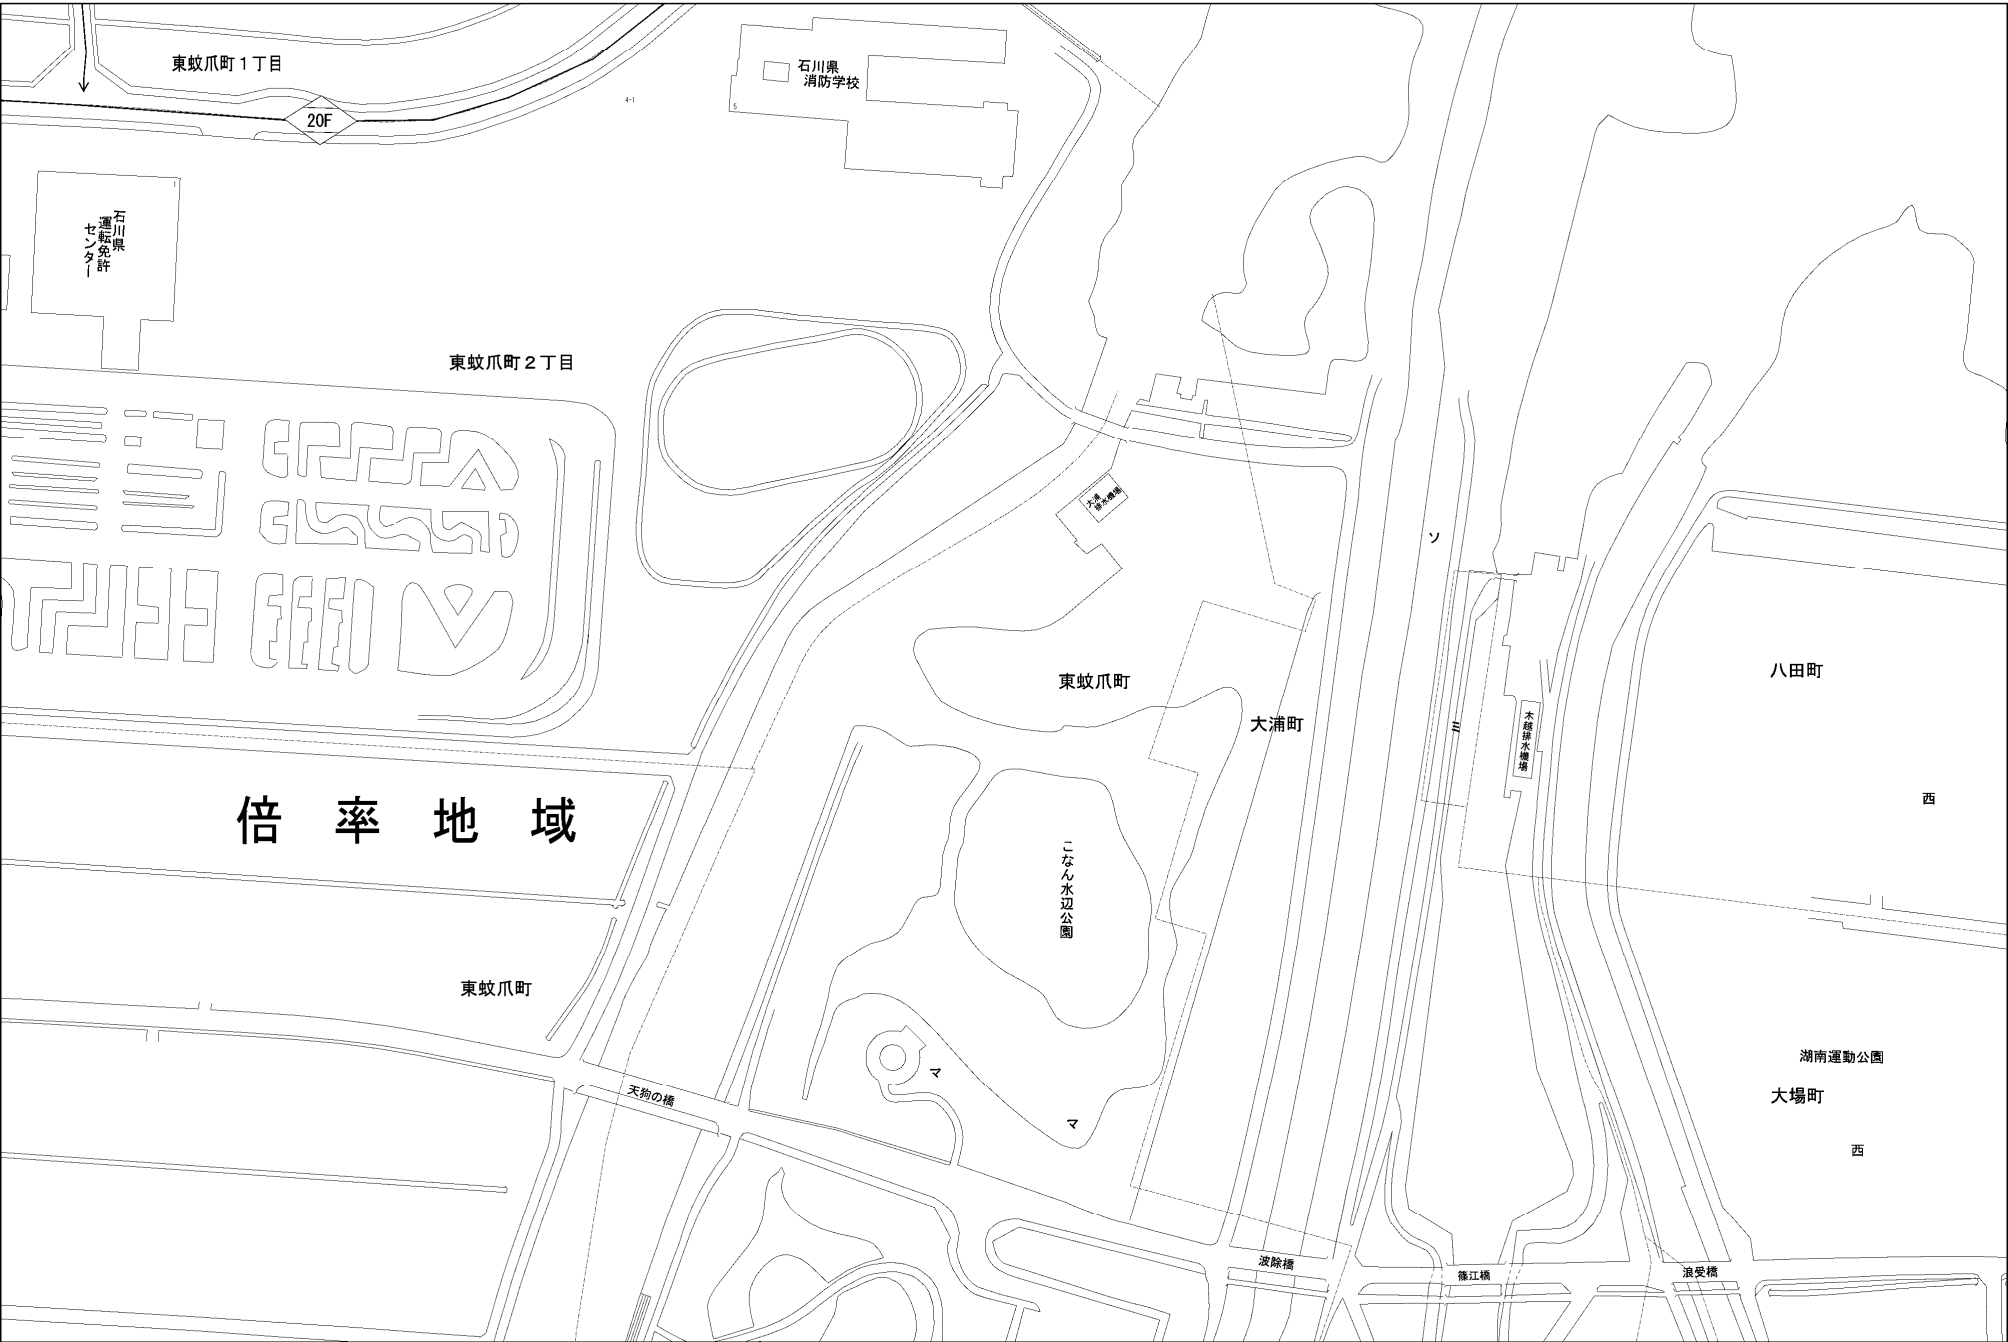 東蚊爪町1丁目
20F
4-1
石川県
消防学校
5
1
石川県
運転免許
センター
東蚊爪町2丁目
大浦
排水機場
ソ
東蚊爪町
大浦町
ミ
木越排水機場
八田町
西
倍率地域
こなん水辺公園
東蚊爪町
湖南運動公園
大場町
西
マ
マ
天狗の橋
波除橋
篠江橋
浪受橋